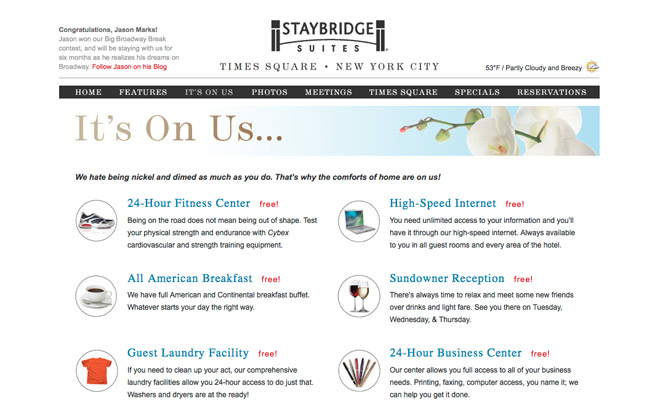 Congratulations, Jason Marks!
Jason won our Big Broadway Break
contest, and will be staying with us for
six months as he realizes his dreams on
Broadway. Follow Jason on his Blog
STAYBRIDGE
SUITES
TIMES SQUARE • NEW YORK CITY
53°F / Partly Cloudy and Breezy
HOME FEATURES IT'S ON US PHOTOS MEETINGS TIMES SQUARE SPECIALS RESERVATIONS
It's On Us...
We hate being nickel and dimed as much as you do. That's why the comforts of home are on us!
24-Hour Fitness Center free!
Being on the road does not mean being out of shape. Test
your physical strength and endurance with Cybex
cardiovascular and strength training equipment.
High-Speed Internet free!
You need unlimited access to your information and you'll
have it through our high-speed internet. Always available
to you in all guest rooms and every area of the hotel.
All American Breakfast free!
We have full American and Continental breakfast buffet.
Whatever starts your day the right way.
Sundowner Reception free!
There's always time to relax and meet some new friends
over drinks and light fare. See you there on Tuesday,
Wednesday, & Thursday.
Guest Laundry Facility free!
If you need to clean up your act, our comprehensive
laundry facilities allow you 24-hour access to do just that.
Washers and dryers are at the ready!
24-Hour Business Center free!
Our center allows you full access to all of your business
needs. Printing, faxing, computer access, you name it; we
can help you get it done.